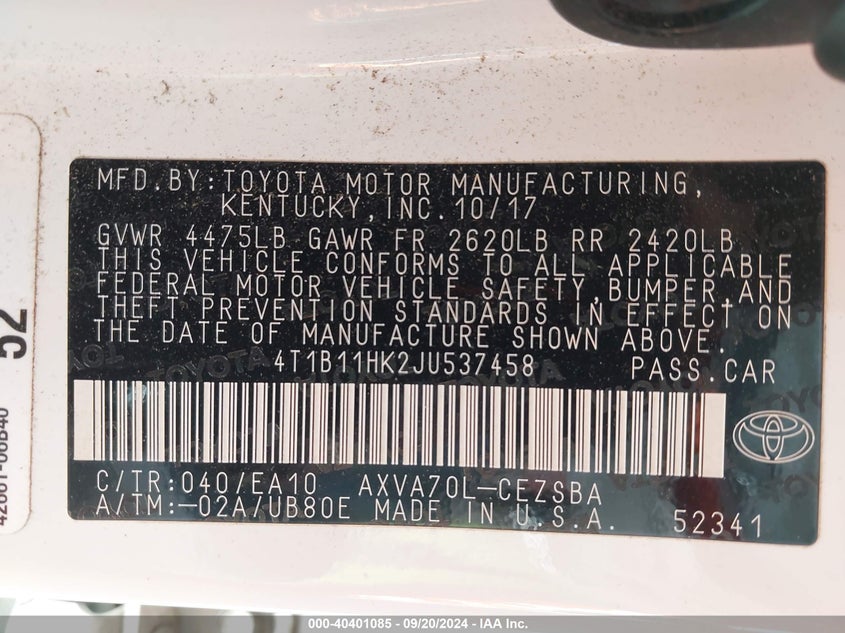 MFD.BY:TOYOTA MOTOR MANUFACTURING,
KENTUCKY,INC.10/17
GVWR 4475LB GAWR FR 2620LB RR 2420LB
THIS VEHICLE CONFORMS TO ALL APPLICABLE
FEDERAL MOTOR VEHICLE SAFETY,BUMPER,AND
THEFT PREVENTION STANDARDS IN EFFECT ON
THE DATE OF MANUFACTURE SHOWN ABOVE.
4T1B11HK2JU537458 PASS.CAR
C/TR:040/EA10 AXVA70L-CEZSBA
A/TM:-02A/UB80E MADE IN U.S.A. 52341
52
000-40401085 | 09/20/2024 | IAA Inc.